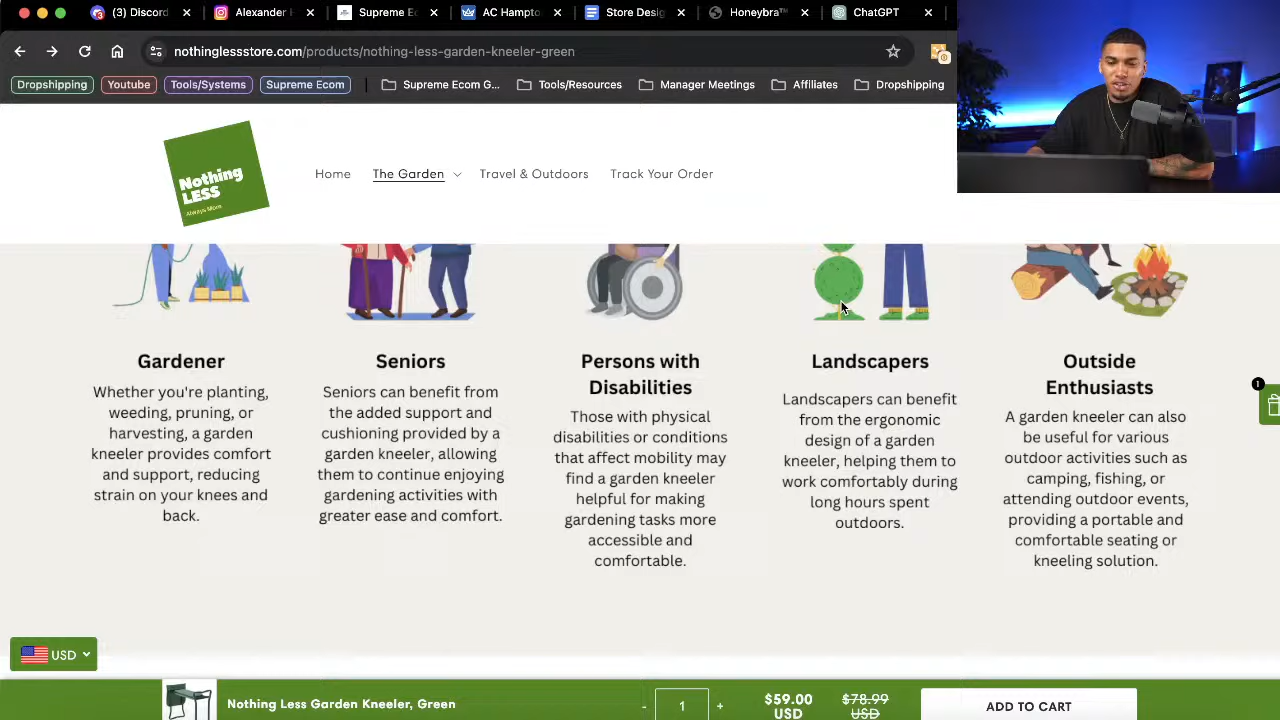 (3) Discord
Alexander
Supreme Ec
AC Hampto
Store Desig
Honeybra™
ChatGPT
nothinglessstore.com/products/nothing-less-garden-kneeler-green
Dropshipping
Youtube
Tools/Systems
Supreme Ecom
Supreme Ecom G...
Tools/Resources
Manager Meetings
Affiliates
Dropshipping
Nothing
LESS
Always More
Home
The Garden
Travel & Outdoors
Track Your Order
Gardener
Whether you're planting,
weeding, pruning, or
harvesting, a garden
kneeler provides comfort
and support, reducing
strain on your knees and
back.
Seniors
Seniors can benefit from
the added support and
cushioning provided by a
garden kneeler, allowing
them to continue enjoying
gardening activities with
greater ease and comfort.
Persons with
Disabilities
Those with physical
disabilities or conditions
that affect mobility may
find a garden kneeler
helpful for making
gardening tasks more
accessible and
comfortable.
Landscapers
Landscapers can benefit
from the ergonomic
design of a garden
kneeler, helping them to
work comfortably during
long hours spent
outdoors.
Outside
Enthusiasts
A garden kneeler can also
be useful for various
outdoor activities such as
camping, fishing, or
attending outdoor events,
providing a portable and
comfortable seating or
kneeling solution.
1
USD
Nothing Less Garden Kneeler, Green
- 1 +
$59.00
USD
$78.99
USD
ADD TO CART